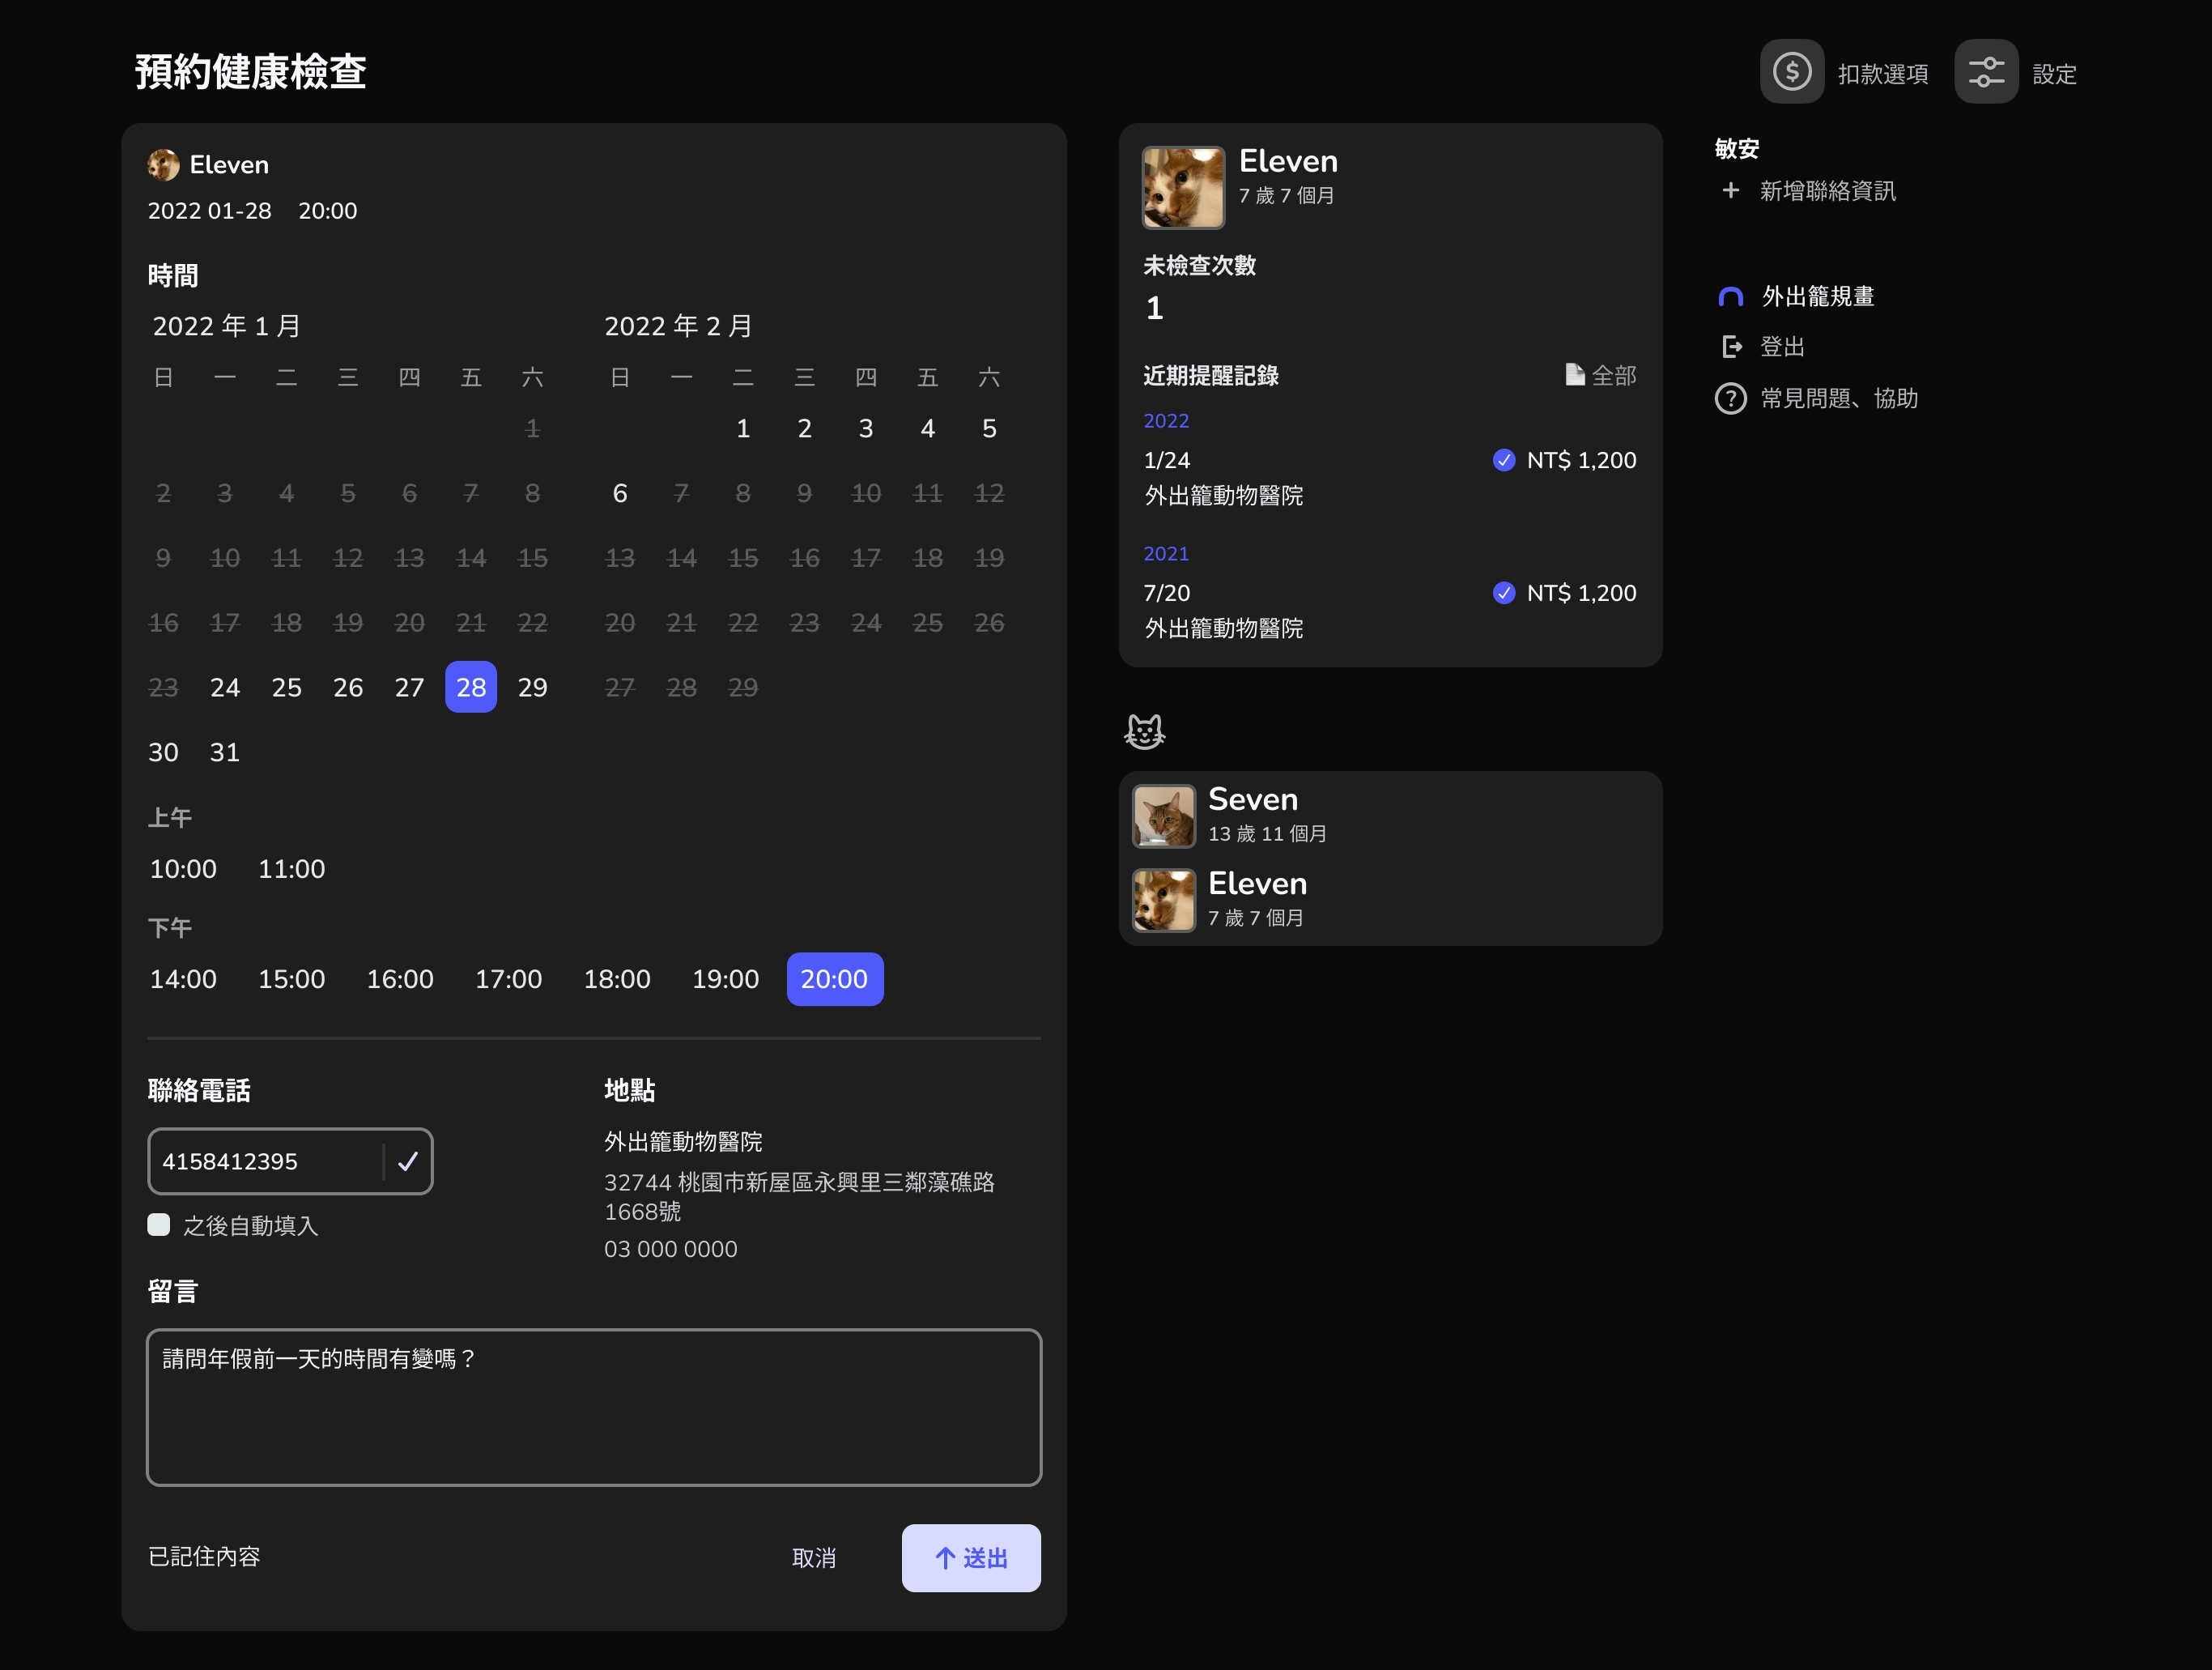 預約健康檢查
扣款選項
設定
Eleven
2022 01-28 20:00
時間
2022 年 1 月
日 一 二 三 四 五 六
1
2 3 4 5 6 7 8
9 10 11 12 13 14 15
16 17 18 19 20 21 22
23 24 25 26 27 28 29
30 31
2022 年 2 月
日 一 二 三 四 五 六
1 2 3 4 5
6 7 8 9 10 11 12
13 14 15 16 17 18 19
20 21 22 23 24 25 26
27 28 29
上午
10:00 11:00
下午
14:00 15:00 16:00 17:00 18:00 19:00 20:00
聯絡電話
4158412395
之後自動填入
地點
外出籠動物醫院
32744 桃園市新屋區永興里三鄰藻礁路
1668號
03 000 0000
留言
請問年假前一天的時間有變嗎？
已記住內容
取消
送出
Eleven
7 歲 7 個月
未檢查次數
1
近期提醒記錄
全部
2022
1/24 NT$ 1,200
外出籠動物醫院
2021
7/20 NT$ 1,200
外出籠動物醫院
Seven
13 歲 11 個月
Eleven
7 歲 7 個月
敏安
新增聯絡資訊
外出籠規畫
登出
常見問題、協助